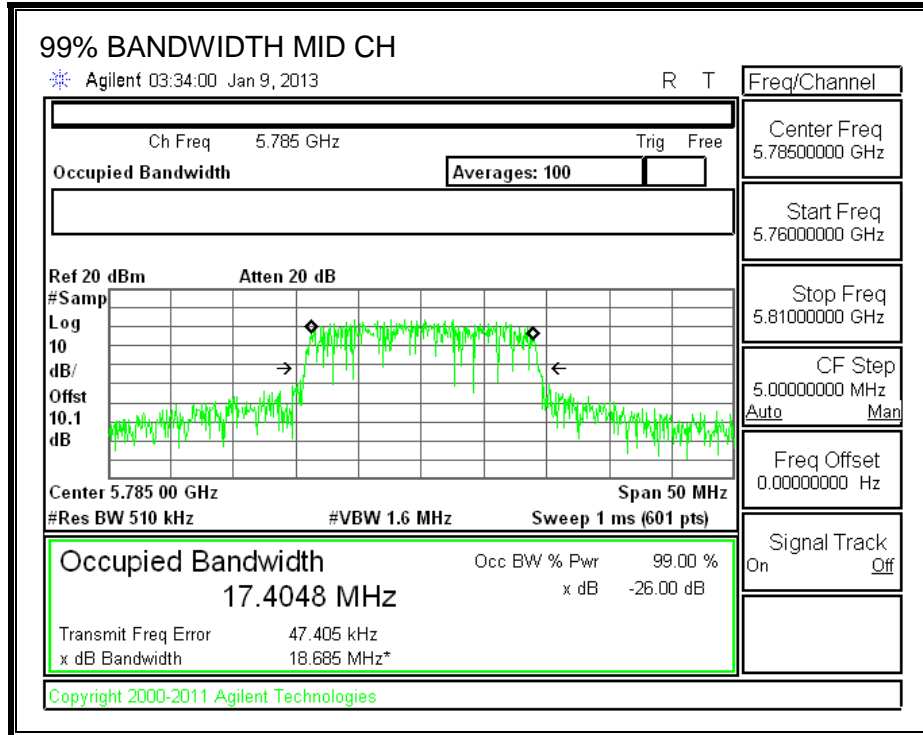 99% BANDWIDTH MID CH
Agilent 03:34:00 Jan 9, 2013 R T
Freq/Channel
Ch Freq 5.785 GHz Trig Free
Occupied Bandwidth Averages: 100
Ref 20 dBm Atten 20 dB
#Samp
Log
10
dB/
Offst
10.1
dB
Center 5.785 00 GHz Span 50 MHz
#Res BW 510 kHz #VBW 1.6 MHz Sweep 1 ms (601 pts)
Occupied Bandwidth Occ BW % Pwr 99.00 %
17.4048 MHz x dB -26.00 dB
Transmit Freq Error 47.405 kHz
x dB Bandwidth 18.685 MHz*
Copyright 2000-2011 Agilent Technologies
Center Freq
5.78500000 GHz
Start Freq
5.76000000 GHz
Stop Freq
5.81000000 GHz
CF Step
5.00000000 MHz
Auto Man
Freq Offset
0.00000000 Hz
Signal Track
On Off